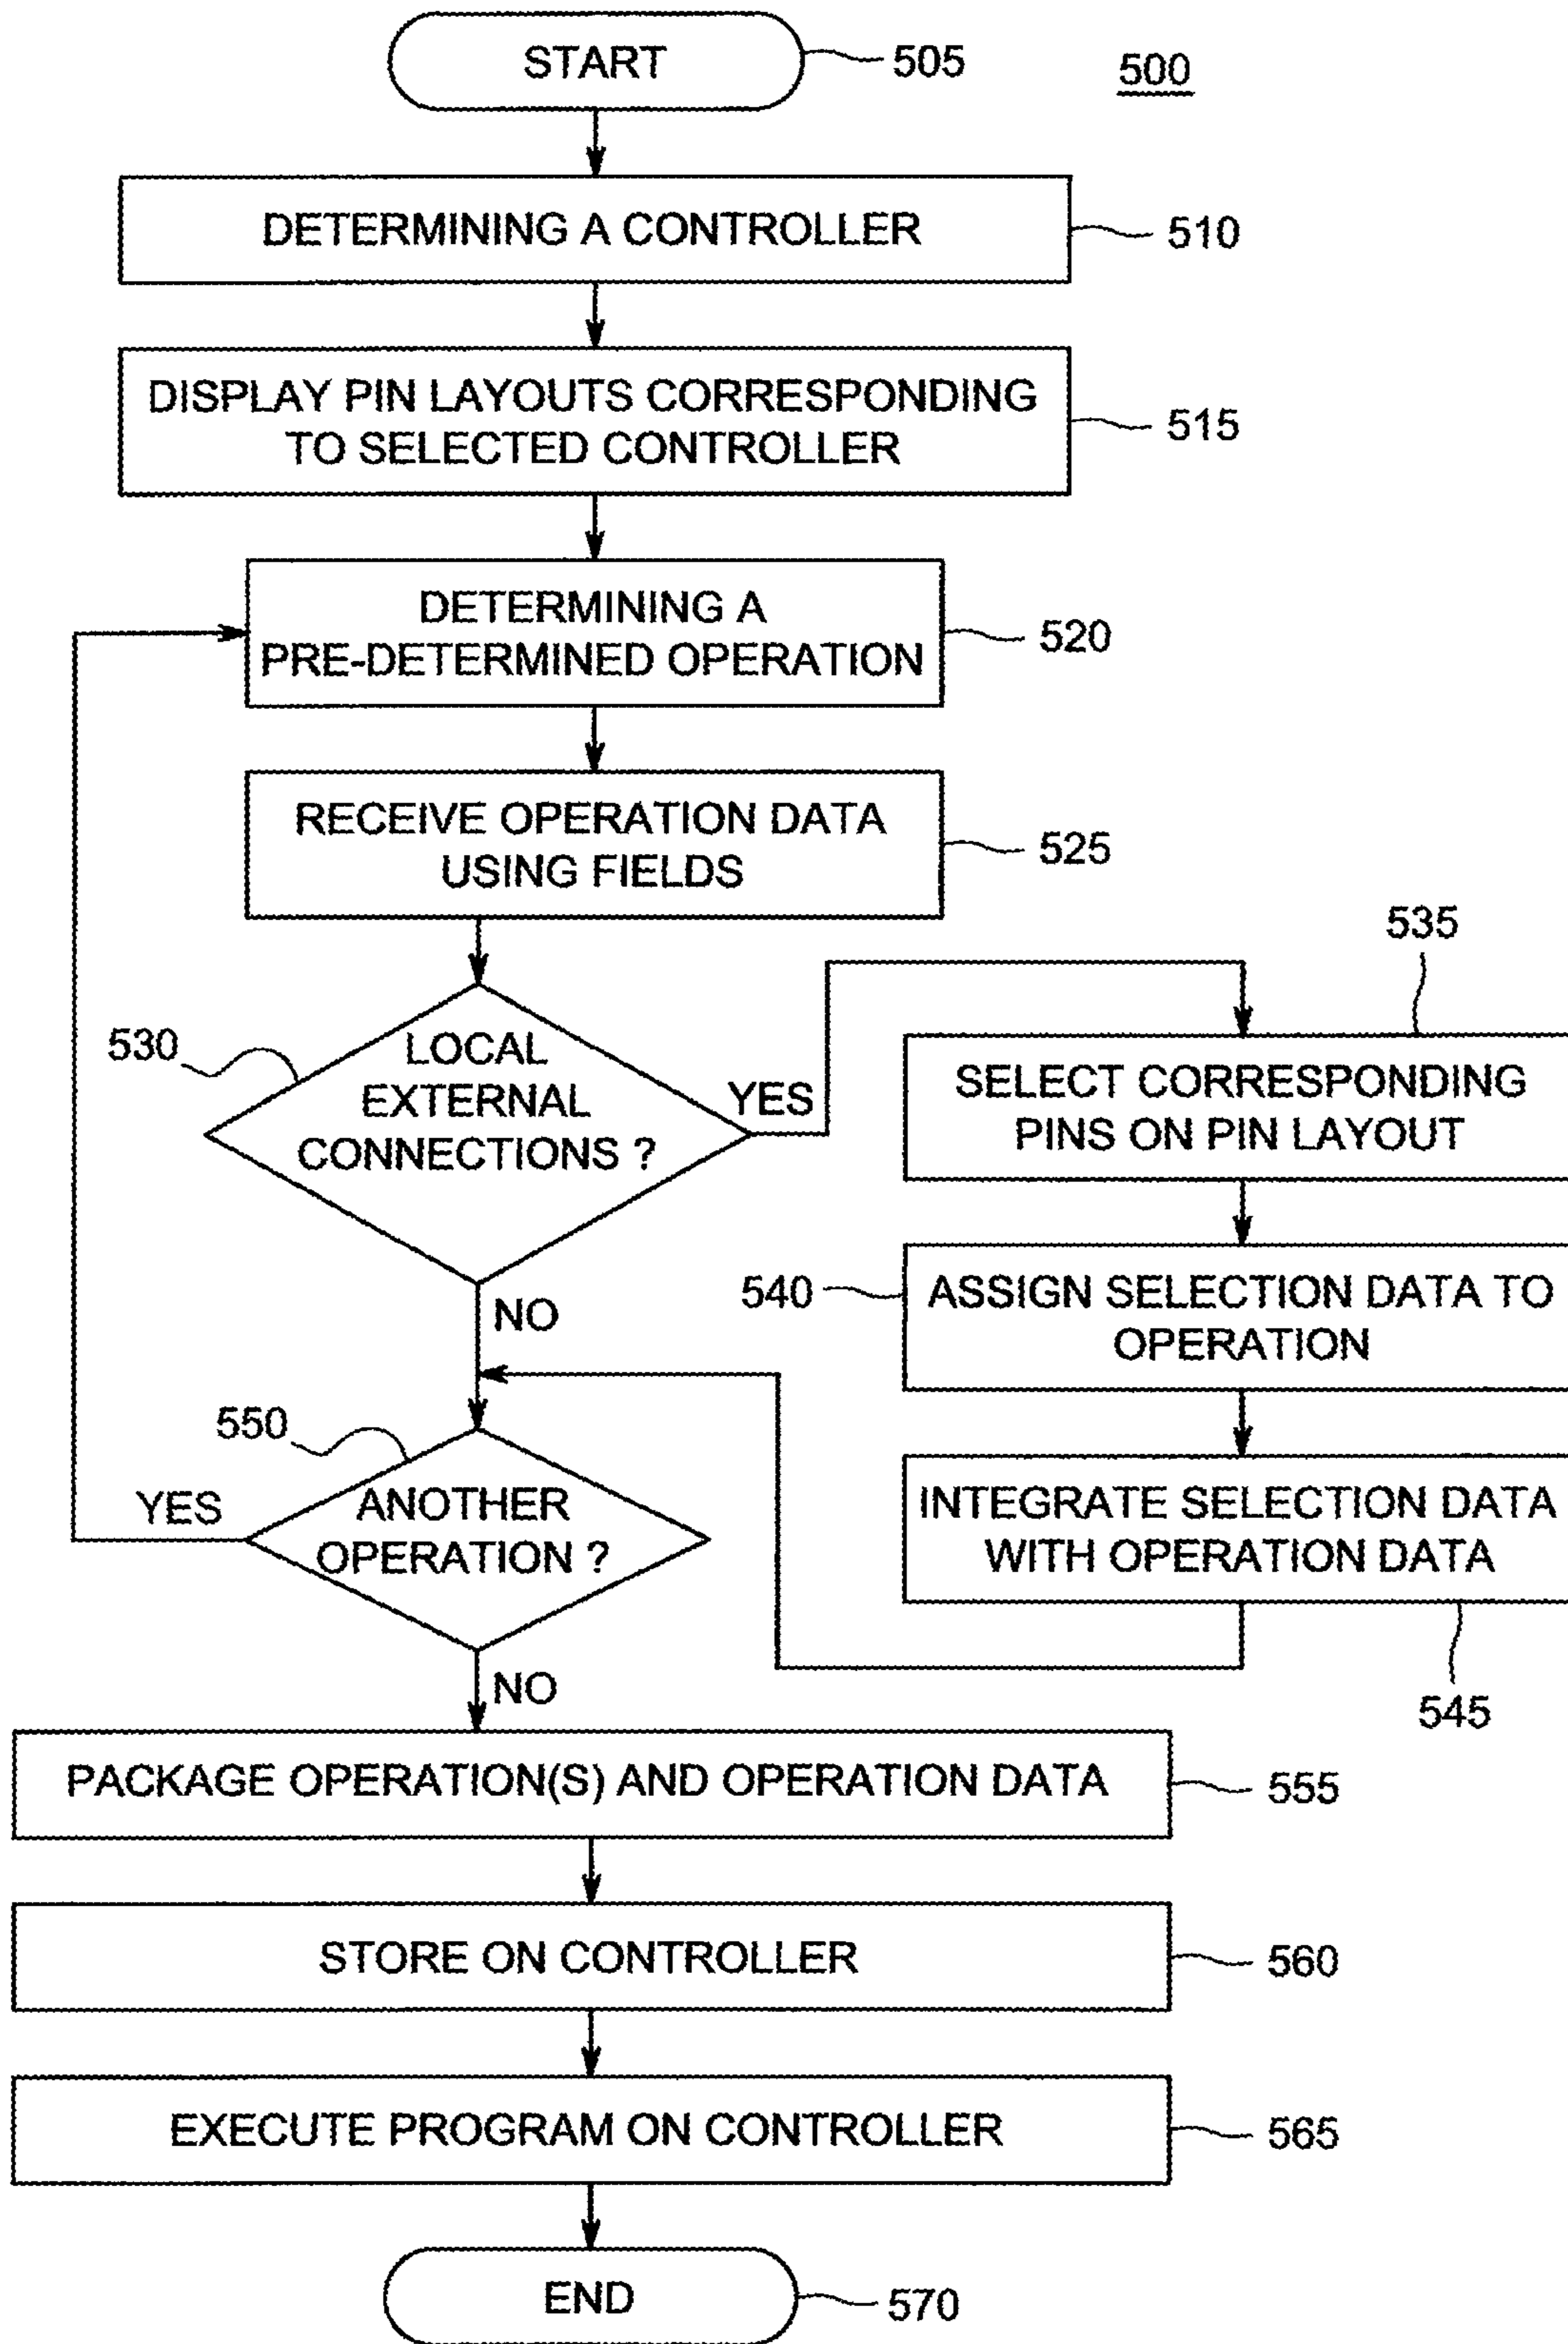 START
505
500
DETERMINING A CONTROLLER
510
DISPLAY PIN LAYOUTS CORRESPONDING
TO SELECTED CONTROLLER
515
DETERMINING A
PRE-DETERMINED OPERATION
520
RECEIVE OPERATION DATA
USING FIELDS
525
530
LOCAL
EXTERNAL
CONNECTIONS ?
YES
NO
535
SELECT CORRESPONDING
PINS ON PIN LAYOUT
540
ASSIGN SELECTION DATA TO
OPERATION
INTEGRATE SELECTION DATA
WITH OPERATION DATA
545
550
ANOTHER
OPERATION ?
YES
NO
PACKAGE OPERATION(S) AND OPERATION DATA
555
STORE ON CONTROLLER
560
EXECUTE PROGRAM ON CONTROLLER
565
END
570